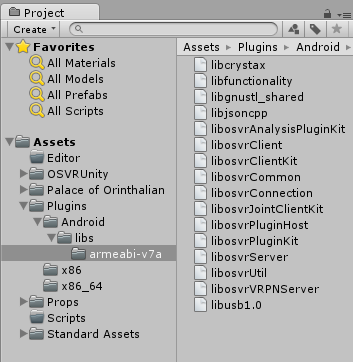 Project
Create
Favorites
All Materials
All Models
All Prefabs
All Scripts
Assets
Editor
OSVRUnity
Palace of Orinthalian
Plugins
Android
libs
armeabi-v7a
x86
x86_64
Props
Scripts
Standard Assets
Assets ▸ Plugins ▸ Android ▸
libcrystax
libfunctionality
libgnustl_shared
libjsoncpp
libosvrAnalysisPluginKit
libosvrClient
libosvrClientKit
libosvrCommon
libosvrConnection
libosvrJointClientKit
libosvrPluginHost
libosvrPluginKit
libosvrServer
libosvrUtil
libosvrVRPNServer
libusb1.0